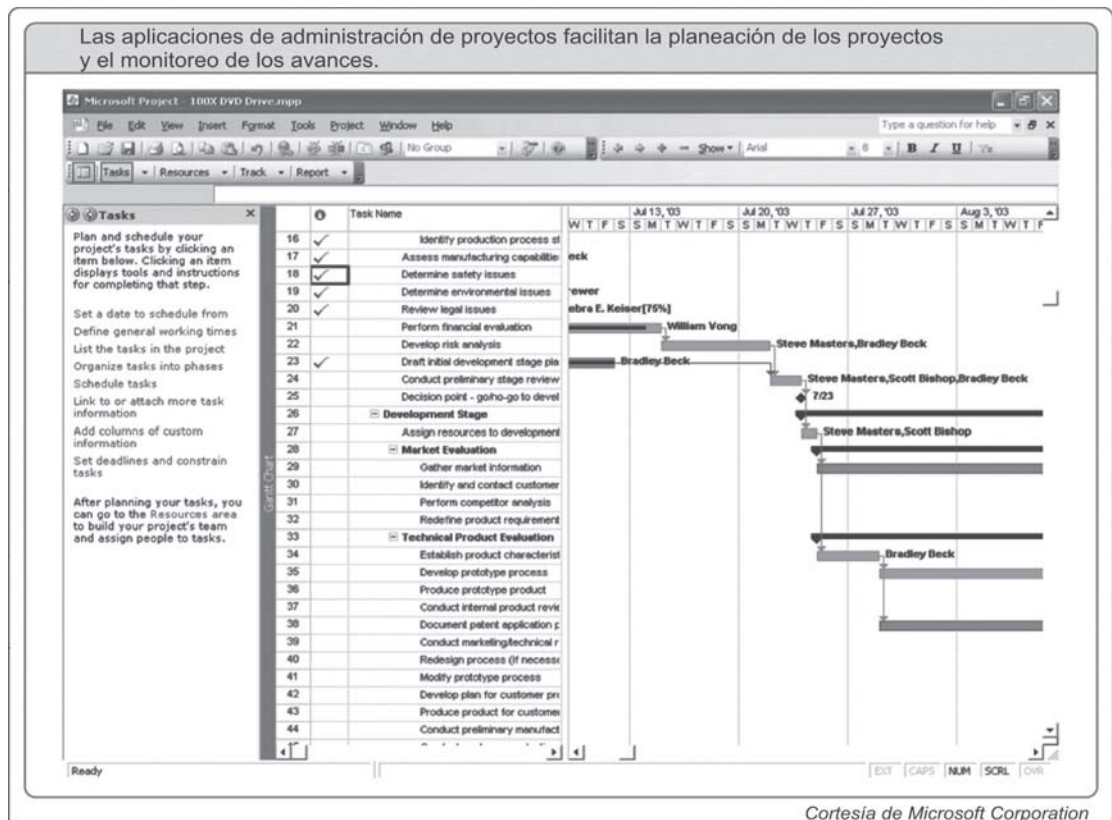 Las aplicaciones de administración de proyectos facilitan la planeación de los proyectos
y el monitoreo de los avances.
Microsoft Project - 100X DVD Drive.mpp
File Edit View Insert Format Tools Project Window Help
Type a question for help
No Group
Show
Arial
8
B I U
Tasks Resources Track Report
Tasks
Plan and schedule your
project's tasks by clicking an
item below. Clicking an item
displays tools and instructions
for completing that step.
Set a date to schedule from
Define general working times
List the tasks in the project
Organize tasks into phases
Schedule tasks
Link to or attach more task
information
Add columns of custom
information
Set deadlines and constrain
tasks
After planning your tasks, you
can go to the Resources area
to build your project's team
and assign people to tasks.
Gantt Chart
Task Name
Jul 13, '03 Jul 20, '03 Jul 27, '03 Aug 3, '03
W T F S S M T W T F S S M T W T F S S M T W T F S S M T W T F
16 Identify production process st
17 Assess manufacturing capabilitie eck
18 Determine safety issues
19 Determine environmental issues ewer
20 Review legal issues ebra E. Keiser[75%]
21 Perform financial evaluation William Vong
22 Develop risk analysis Steve Masters,Bradley Beck
23 Draft initial development stage pla Bradley Beck
24 Conduct preliminary stage review Steve Masters,Scott Bishop,Bradley Beck
25 Decision point - go/no-go to devel 7/23
26 Development Stage
27 Assign resources to development Steve Masters,Scott Bishop
28 Market Evaluation
29 Gather market information
30 Identify and contact customer
31 Perform competitor analysis
32 Redefine product requirement
33 Technical Product Evaluation
34 Establish product characterist Bradley Beck
35 Develop prototype process
36 Produce prototype product
37 Conduct internal product revie
38 Document patent application p
39 Conduct marketing/technical r
40 Redesign process (if necess
41 Modify prototype process
42 Develop plan for customer pr
43 Produce product for customer
44 Conduct preliminary manufact
Ready
EXT CAPS NUM SCRL OVR
Cortesía de Microsoft Corporation